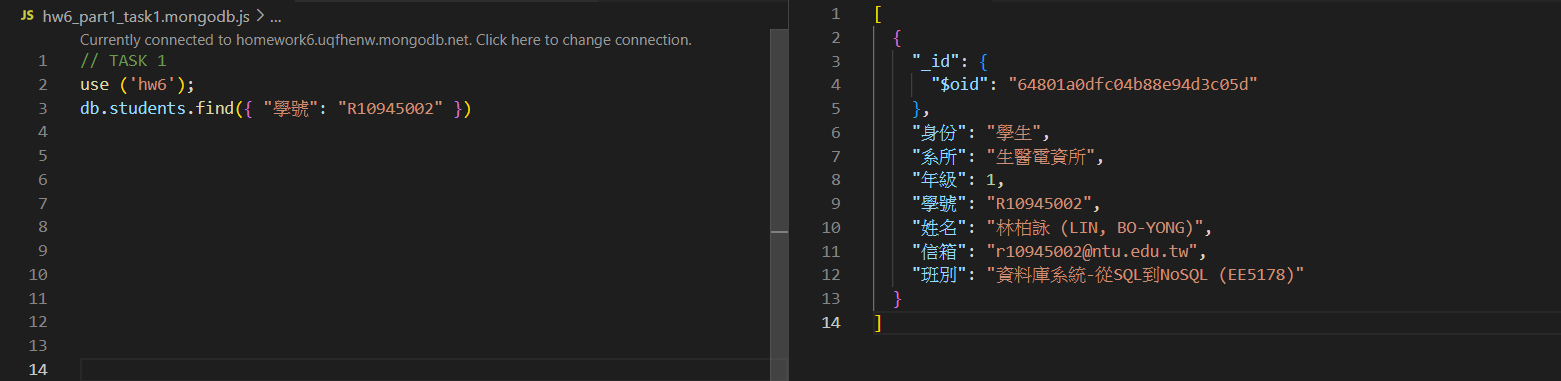 JS hw6_part1_task1.mongodb.js > ...
Currently connected to homework6.uqfhenw.mongodb.net. Click here to change connection.
1 // TASK 1
2 use ('hw6');
3 db.students.find({ "學號": "R10945002" })
4
5
6
7
8
9
10
11
12
13
14
1 [
2 {
3 "_id": {
4 "$oid": "64801a0dfc04b88e94d3c05d"
5 },
6 "身份": "學生",
7 "系所": "生醫電資所",
8 "年級": 1,
9 "學號": "R10945002",
10 "姓名": "林柏詠 (LIN, BO-YONG)",
11 "信箱": "r10945002@ntu.edu.tw",
12 "班別": "資料庫系統-從SQL到NoSQL (EE5178)"
13 }
14 ]